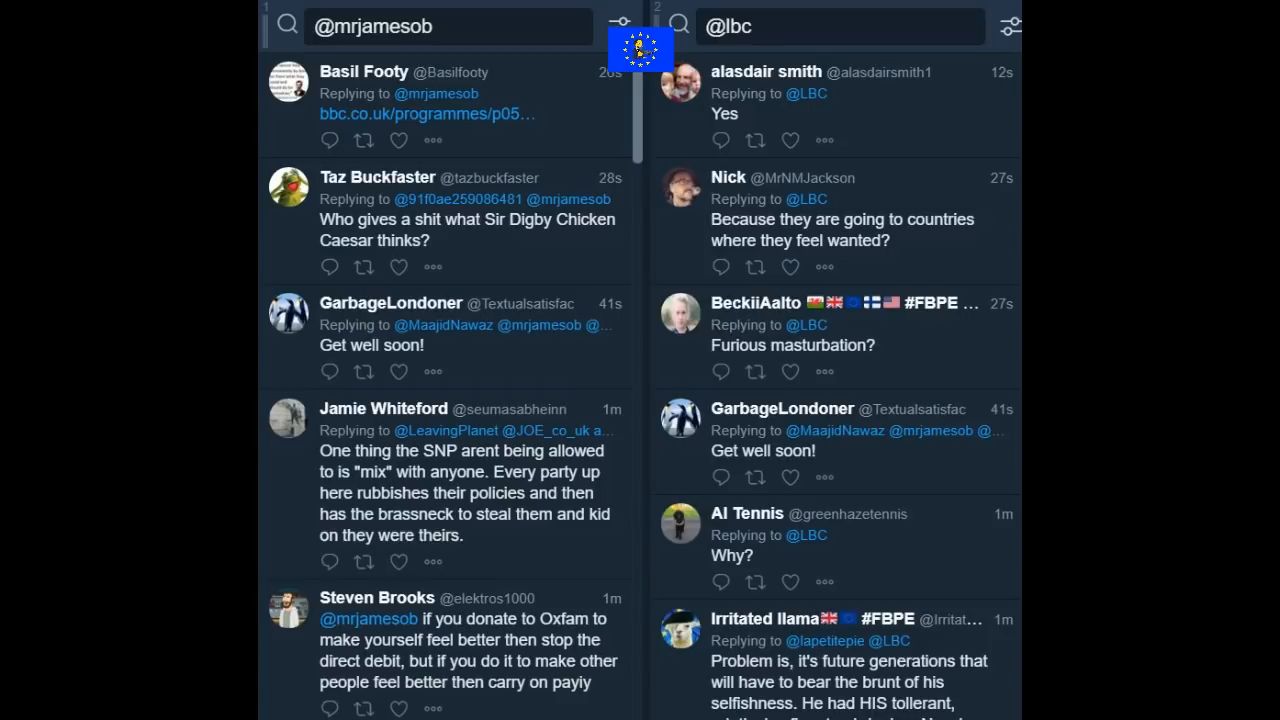 1
@mrjamesob
Basil Footy @Basilfooty 26s
Replying to @mrjamesob
bbc.co.uk/programmes/p05…
Taz Buckfaster @tazbuckfaster 28s
Replying to @91f0ae259086481 @mrjamesob
Who gives a shit what Sir Digby Chicken
Caesar thinks?
GarbageLondoner @Textualsatisfac 41s
Replying to @MaajidNawaz @mrjamesob @…
Get well soon!
Jamie Whiteford @seumasabheinn 1m
Replying to @LeavingPlanet @JOE_co_uk a…
One thing the SNP arent being allowed
to is "mix" with anyone. Every party up
here rubbishes their policies and then
has the brassneck to steal them and kid
on they were theirs.
Steven Brooks @elektros1000 1m
@mrjamesob if you donate to Oxfam to
make yourself feel better then stop the
direct debit, but if you do it to make other
people feel better then carry on payiy
2
@lbc
alasdair smith @alasdairsmith1 12s
Replying to @LBC
Yes
Nick @MrNMJackson 27s
Replying to @LBC
Because they are going to countries
where they feel wanted?
BeckiiAalto #FBPE … 27s
Replying to @LBC
Furious masturbation?
GarbageLondoner @Textualsatisfac 41s
Replying to @MaajidNawaz @mrjamesob @…
Get well soon!
Al Tennis @greenhazetennis 1m
Replying to @LBC
Why?
Irritated llama #FBPE @Irritat… 1m
Replying to @lapetitepie @LBC
Problem is, it's future generations that
will have to bear the brunt of his
selfishness. He had HIS tollerant,